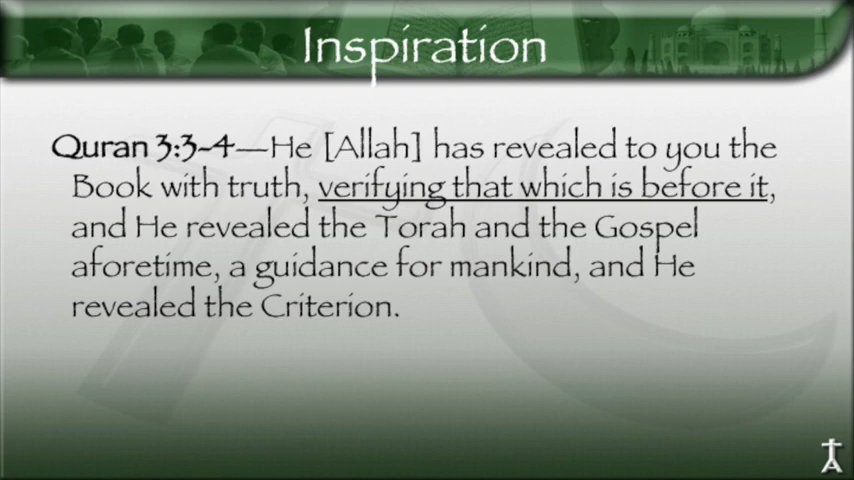 Inspiration
Quran 3:3-4—He [Allah] has revealed to you the
Book with truth, verifying that which is before it,
and He revealed the Torah and the Gospel
aforetime, a guidance for mankind, and He
revealed the Criterion.